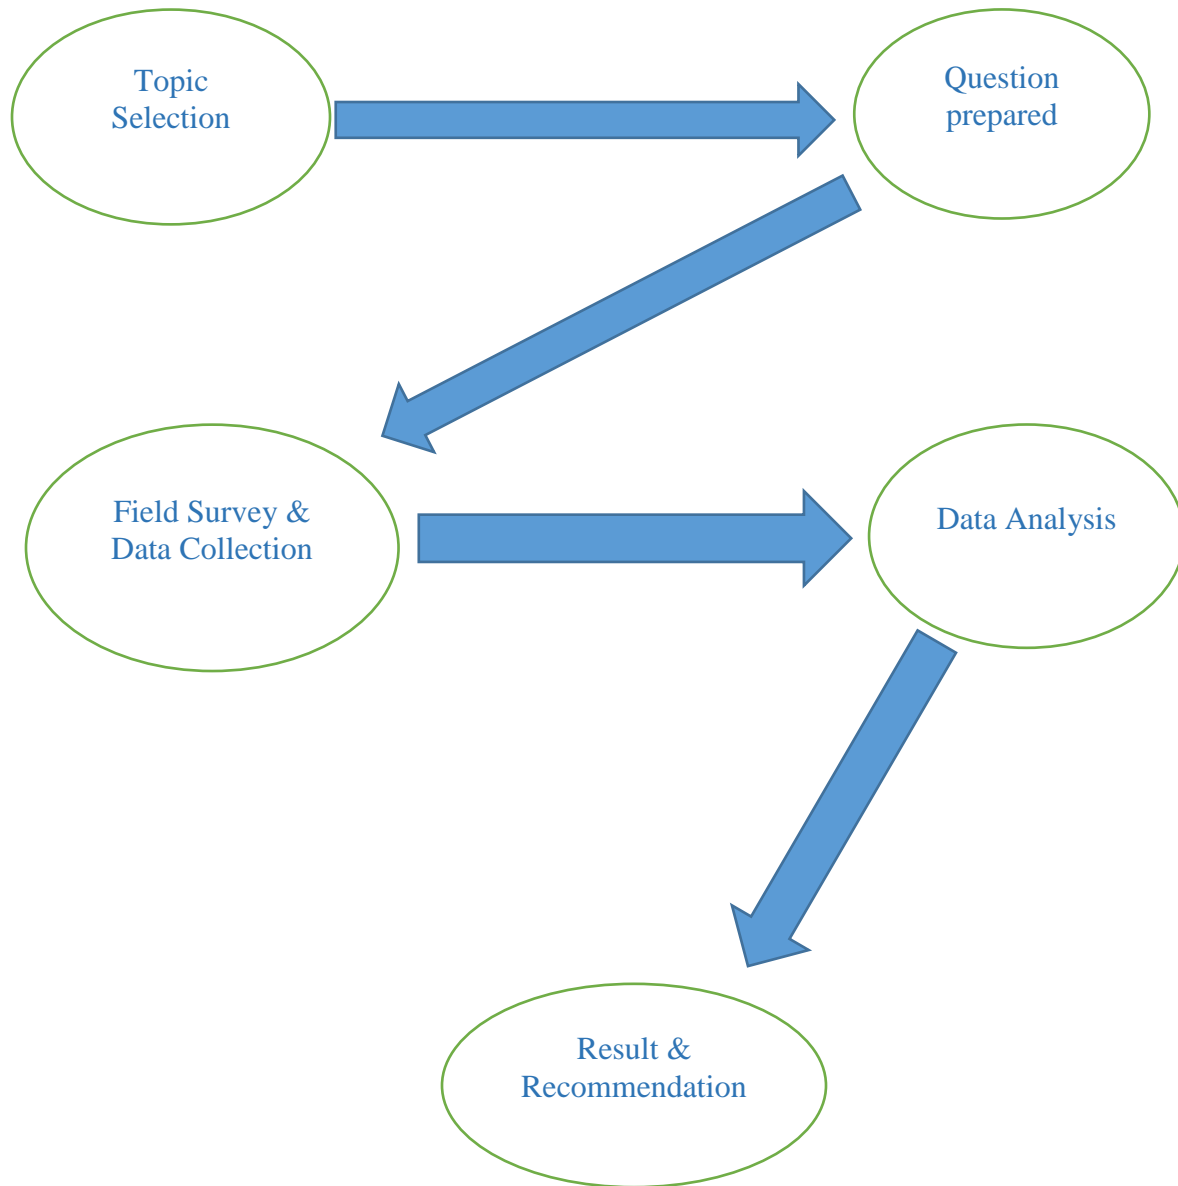 Topic
Selection
Question
prepared
Field Survey &
Data Collection
Data Analysis
Result &
Recommendation